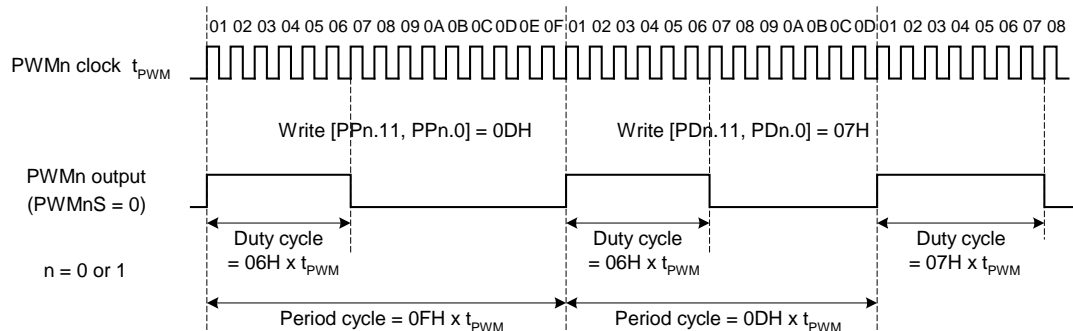 01 02 03 04 05 06 07 08 09 0A 0B 0C 0D 0E 0F 01 02 03 04 05 06 07 08 09 0A 0B 0C 0D 01 02 03 04 05 06 07 08
PWMn clock tPWM
Write [PPn.11, PPn.0] = 0DH
Write [PDn.11, PDn.0] = 07H
PWMn output
(PWMnS = 0)
Duty cycle
= 06H x tPWM
Duty cycle
= 06H x tPWM
Duty cycle
= 07H x tPWM
n = 0 or 1
Period cycle = 0FH x tPWM
Period cycle = 0DH x tPWM